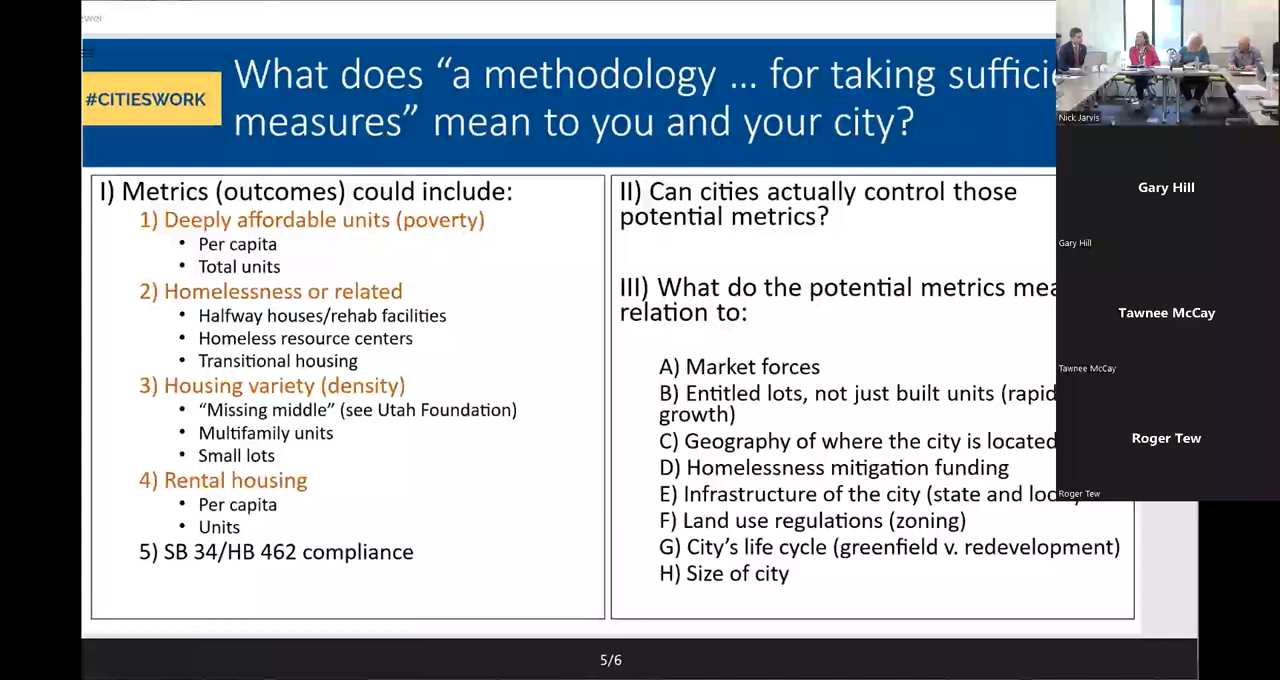 ewer
#CITIESWORK
What does “a methodology … for taking suffici
measures” mean to you and your city?
I) Metrics (outcomes) could include:
1) Deeply affordable units (poverty)
• Per capita
• Total units
2) Homelessness or related
• Halfway houses/rehab facilities
• Homeless resource centers
• Transitional housing
3) Housing variety (density)
• “Missing middle” (see Utah Foundation)
• Multifamily units
• Small lots
4) Rental housing
• Per capita
• Units
5) SB 34/HB 462 compliance
II) Can cities actually control those
potential metrics?
III) What do the potential metrics mea
relation to:
A) Market forces
B) Entitled lots, not just built units (rapid
growth)
C) Geography of where the city is located
D) Homelessness mitigation funding
E) Infrastructure of the city (state and loc
F) Land use regulations (zoning)
G) City’s life cycle (greenfield v. redevelopment)
H) Size of city
5/6
Nick Jarvis
Gary Hill
Gary Hill
Tawnee McCay
Tawnee McCay
Roger Tew
Roger Tew